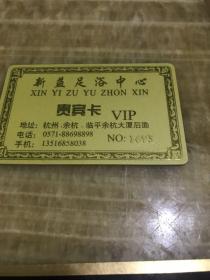 新益足浴中心
XIN YI ZU YU ZHON XIN
贵宾卡 VIP
地址：杭州·余杭·临平余杭大厦后面
电话：0571-88698898
手机：13516858038
NO: